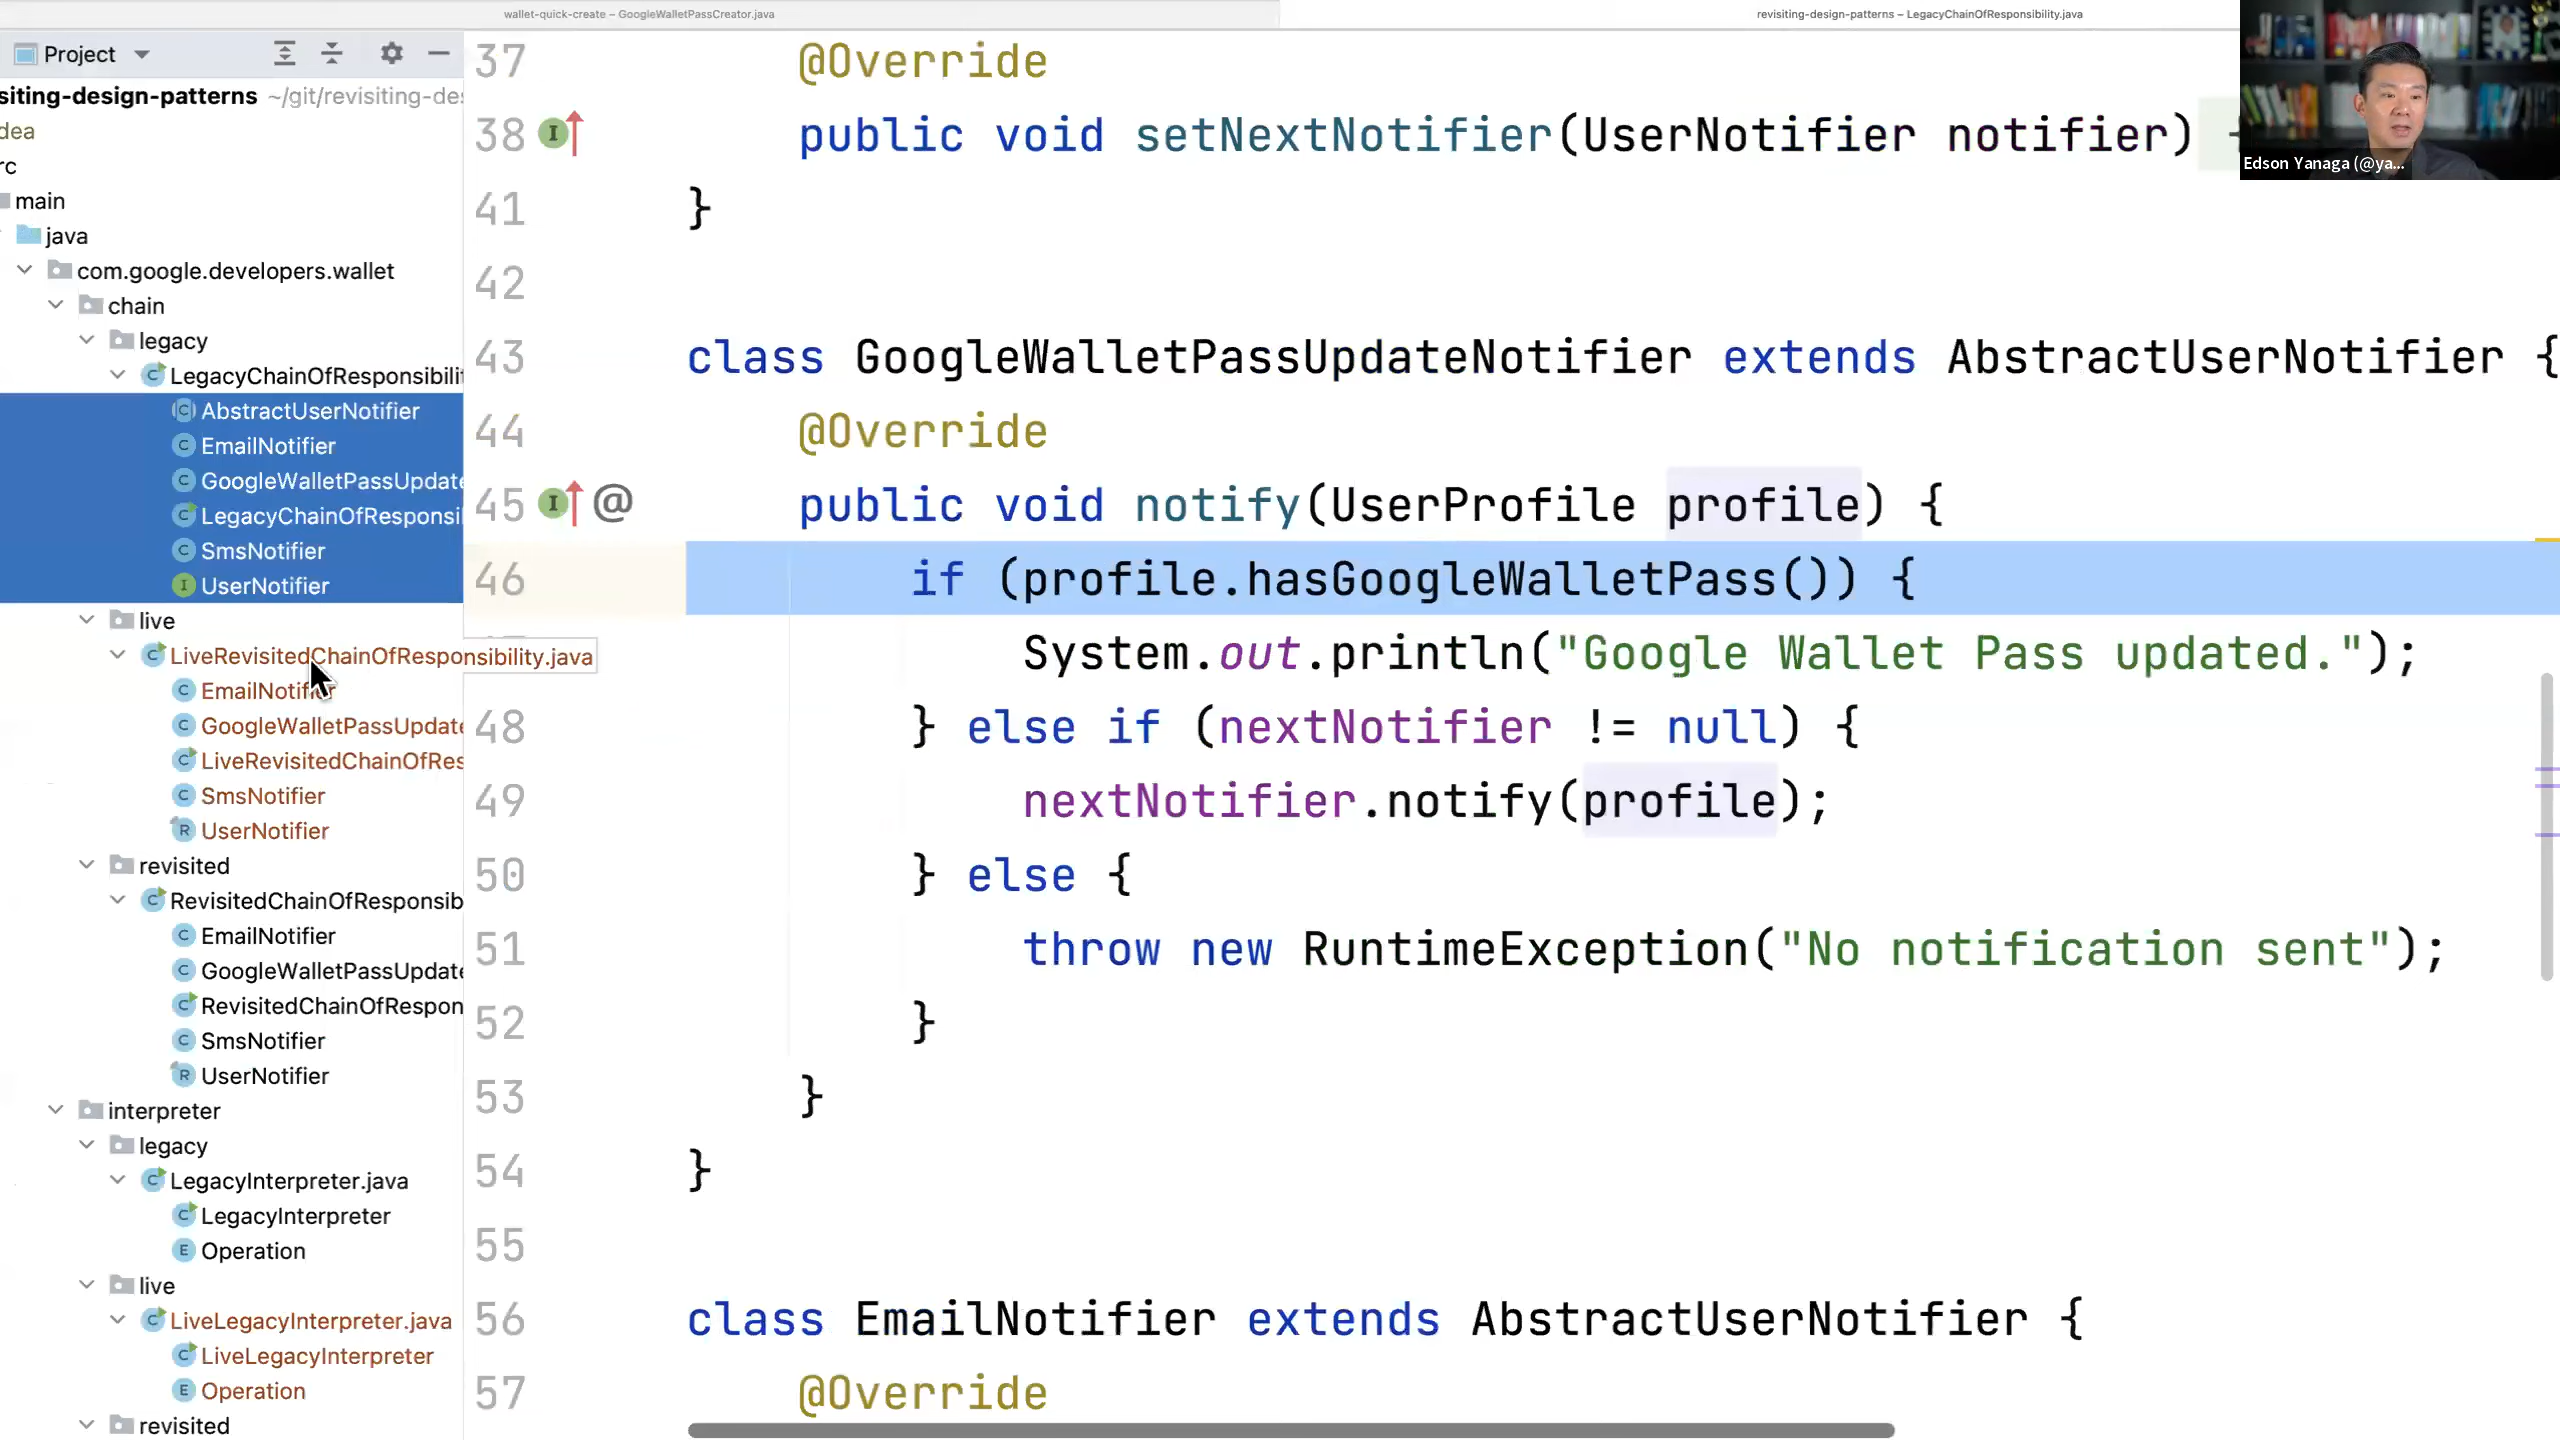 wallet-quick-create – GoogleWalletPassCreator.java
revisiting-design-patterns – LegacyChainOfResponsibility.java
Project
siting-design-patterns ~/git/revisiting-de
dea
rc
main
java
com.google.developers.wallet
chain
legacy
LegacyChainOfResponsibilit
AbstractUserNotifier
EmailNotifier
GoogleWalletPassUpdate
LegacyChainOfResponsi
SmsNotifier
UserNotifier
live
LiveRevisitedChainOfResponsibility.java
EmailNotifier
GoogleWalletPassUpdate
LiveRevisitedChainOfRes
SmsNotifier
UserNotifier
revisited
RevisitedChainOfResponsib
EmailNotifier
GoogleWalletPassUpdate
RevisitedChainOfRespon
SmsNotifier
UserNotifier
interpreter
legacy
LegacyInterpreter.java
LegacyInterpreter
Operation
live
LiveLegacyInterpreter.java
LiveLegacyInterpreter
Operation
revisited
37 @Override
38 public void setNextNotifier(UserNotifier notifier) {
41 }
42
43 class GoogleWalletPassUpdateNotifier extends AbstractUserNotifier {
44 @Override
45 @ public void notify(UserProfile profile) {
46 if (profile.hasGoogleWalletPass()) {
System.out.println("Google Wallet Pass updated.");
48 } else if (nextNotifier != null) {
49 nextNotifier.notify(profile);
50 } else {
51 throw new RuntimeException("No notification sent");
52 }
53 }
54 }
55
56 class EmailNotifier extends AbstractUserNotifier {
57 @Override
Edson Yanaga (@ya...